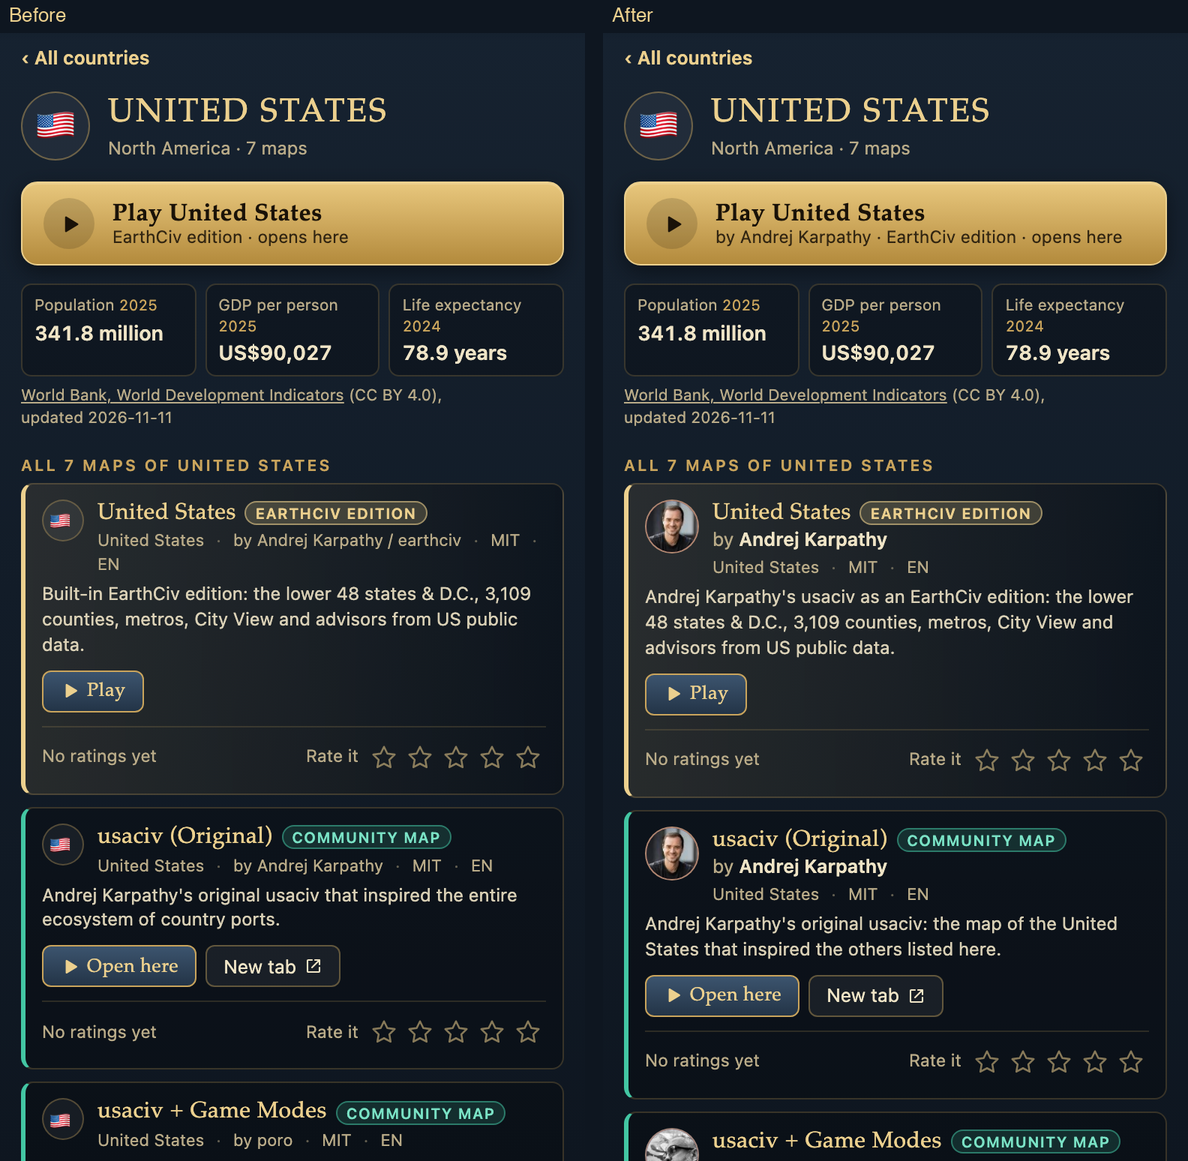 Before
‹ All countries
UNITED STATES
North America · 7 maps
Play United States
EarthCiv edition · opens here
Population 2025
341.8 million
GDP per person
2025
US$90,027
Life expectancy
2024
78.9 years
World Bank, World Development Indicators (CC BY 4.0),
updated 2026-11-11
ALL 7 MAPS OF UNITED STATES
United States EARTHCIV EDITION
United States · by Andrej Karpathy / earthciv · MIT ·
EN
Built-in EarthCiv edition: the lower 48 states & D.C., 3,109
counties, metros, City View and advisors from US public
data.
Play
No ratings yet Rate it
usaciv (Original) COMMUNITY MAP
United States · by Andrej Karpathy · MIT · EN
Andrej Karpathy's original usaciv that inspired the entire
ecosystem of country ports.
Open here New tab
No ratings yet Rate it
usaciv + Game Modes COMMUNITY MAP
United States · by poro · MIT · EN
After
‹ All countries
UNITED STATES
North America · 7 maps
Play United States
by Andrej Karpathy · EarthCiv edition · opens here
Population 2025
341.8 million
GDP per person
2025
US$90,027
Life expectancy
2024
78.9 years
World Bank, World Development Indicators (CC BY 4.0),
updated 2026-11-11
ALL 7 MAPS OF UNITED STATES
United States EARTHCIV EDITION
by Andrej Karpathy
United States · MIT · EN
Andrej Karpathy's usaciv as an EarthCiv edition: the lower
48 states & D.C., 3,109 counties, metros, City View and
advisors from US public data.
Play
No ratings yet Rate it
usaciv (Original) COMMUNITY MAP
by Andrej Karpathy
United States · MIT · EN
Andrej Karpathy's original usaciv: the map of the United
States that inspired the others listed here.
Open here New tab
No ratings yet Rate it
usaciv + Game Modes COMMUNITY MAP